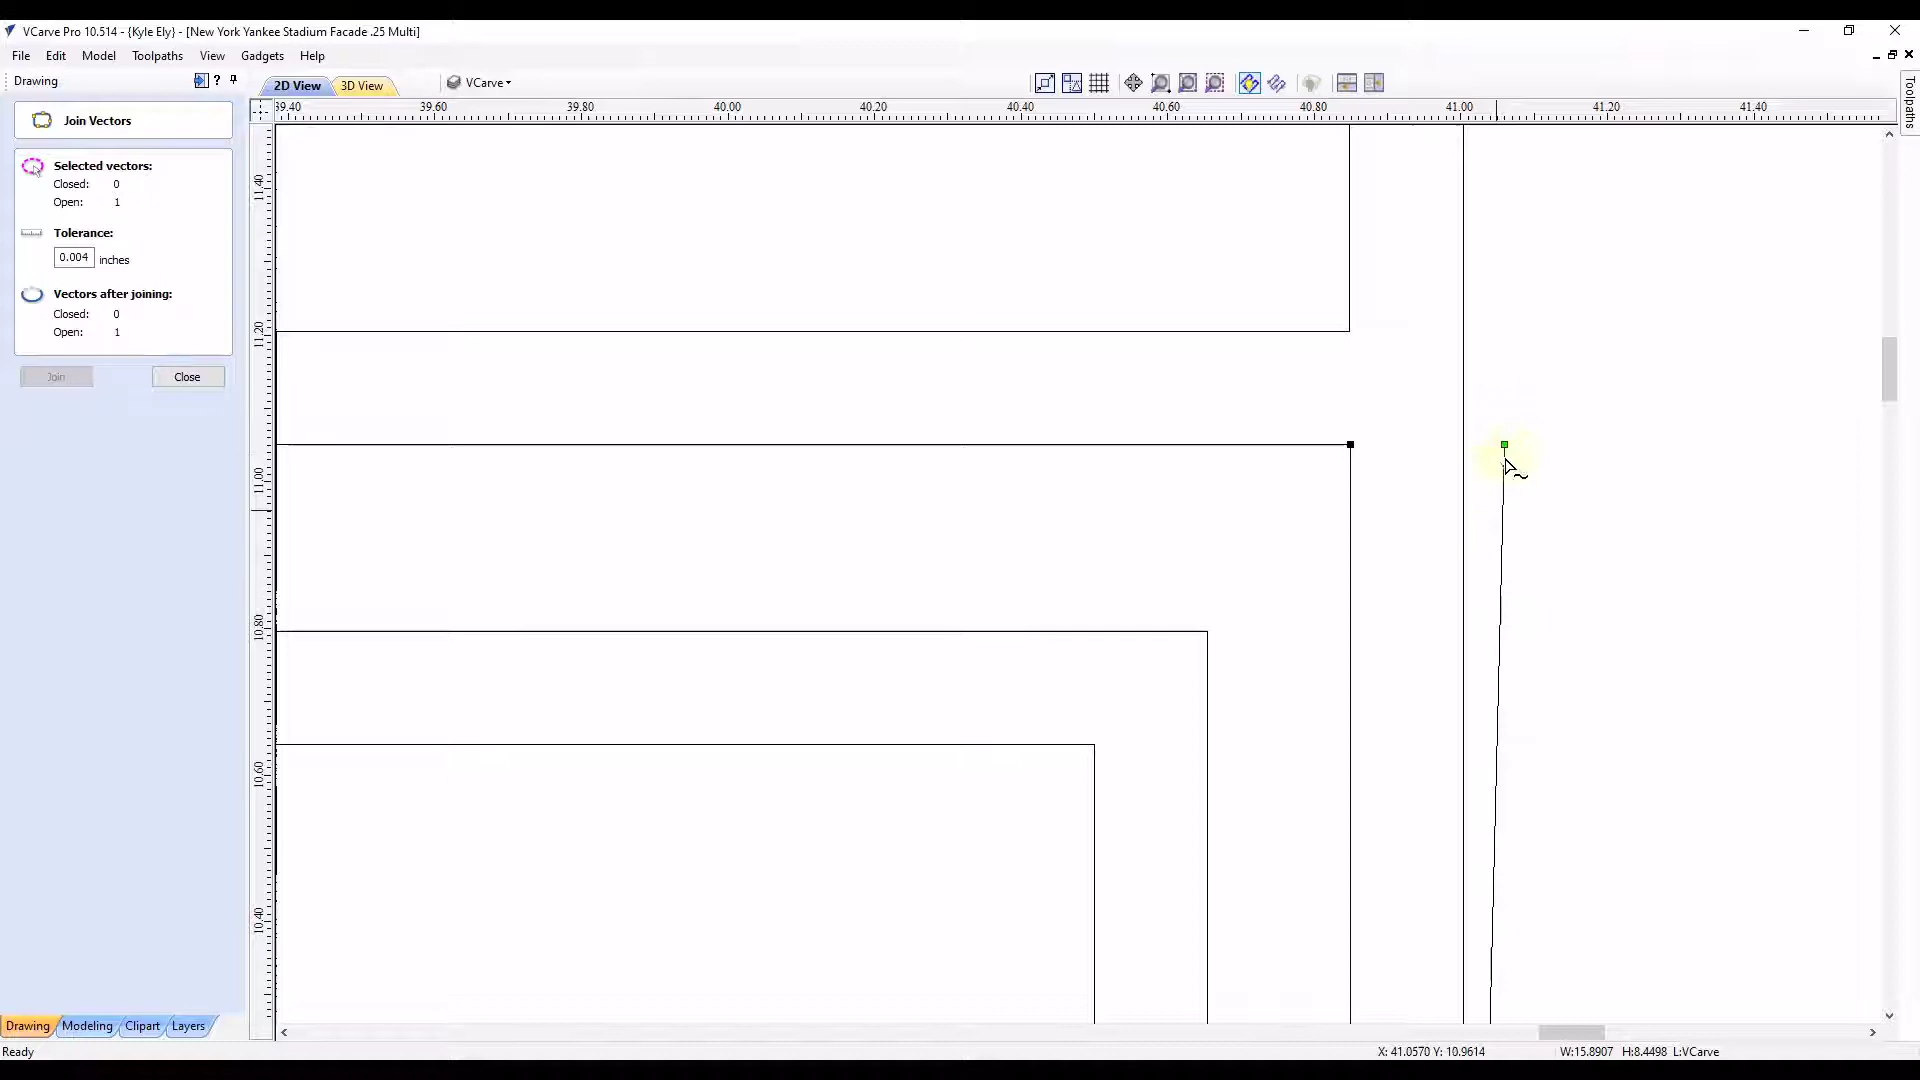 VCarve Pro 10.514 - {Kyle Ely} - [New York Yankee Stadium Facade .25 Multi]
File Edit Model Toolpaths View Gadgets Help
Drawing
?
2D View 3D View VCarve
Join Vectors
Selected vectors:
Closed: 0
Open: 1
Tolerance:
0.004 inches
Vectors after joining:
Closed: 0
Open: 1
Join Close
39.40 39.60 39.80 40.00 40.20 40.40 40.60 40.80 41.00 41.20 41.40
11.40
11.20
11.00
10.80
10.60
10.40
Toolpaths
Drawing Modeling Clipart Layers
Ready
X: 41.0570 Y: 10.9614 W:15.8907 H:8.4498 L:VCarve